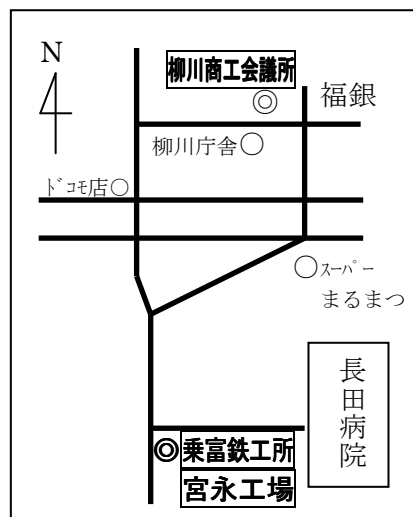 N
柳川商工会議所
◎
福銀
柳川庁舎○
ドコモ店○
○スーパー
まるまつ
長田病院
◎乗富鉄工所
宮永工場